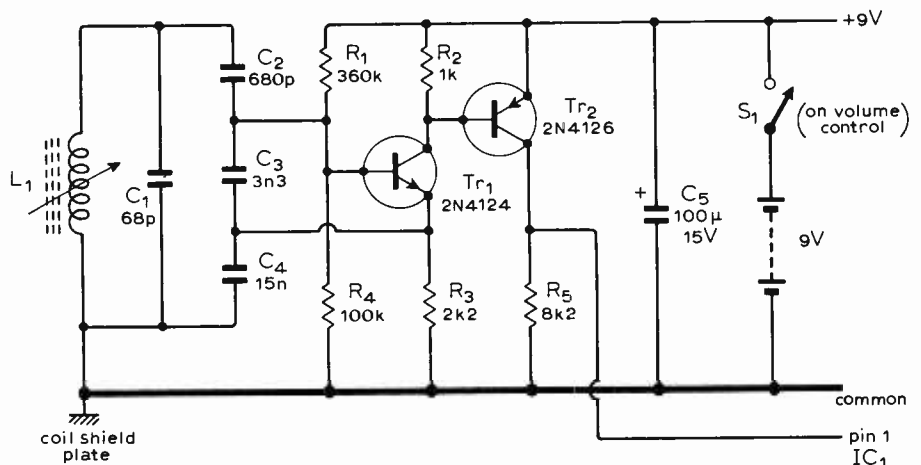 +9V
C2
680p
R1
360k
R2
1k
Tr2
2N4126
S1
(on volume
control)
L1
C1
68p
C3
3n3
Tr1
2N4124
+
C5
100μ
15V
9V
C4
15n
R4
100k
R3
2k2
R5
8k2
common
coil shield
plate
pin 1
IC1